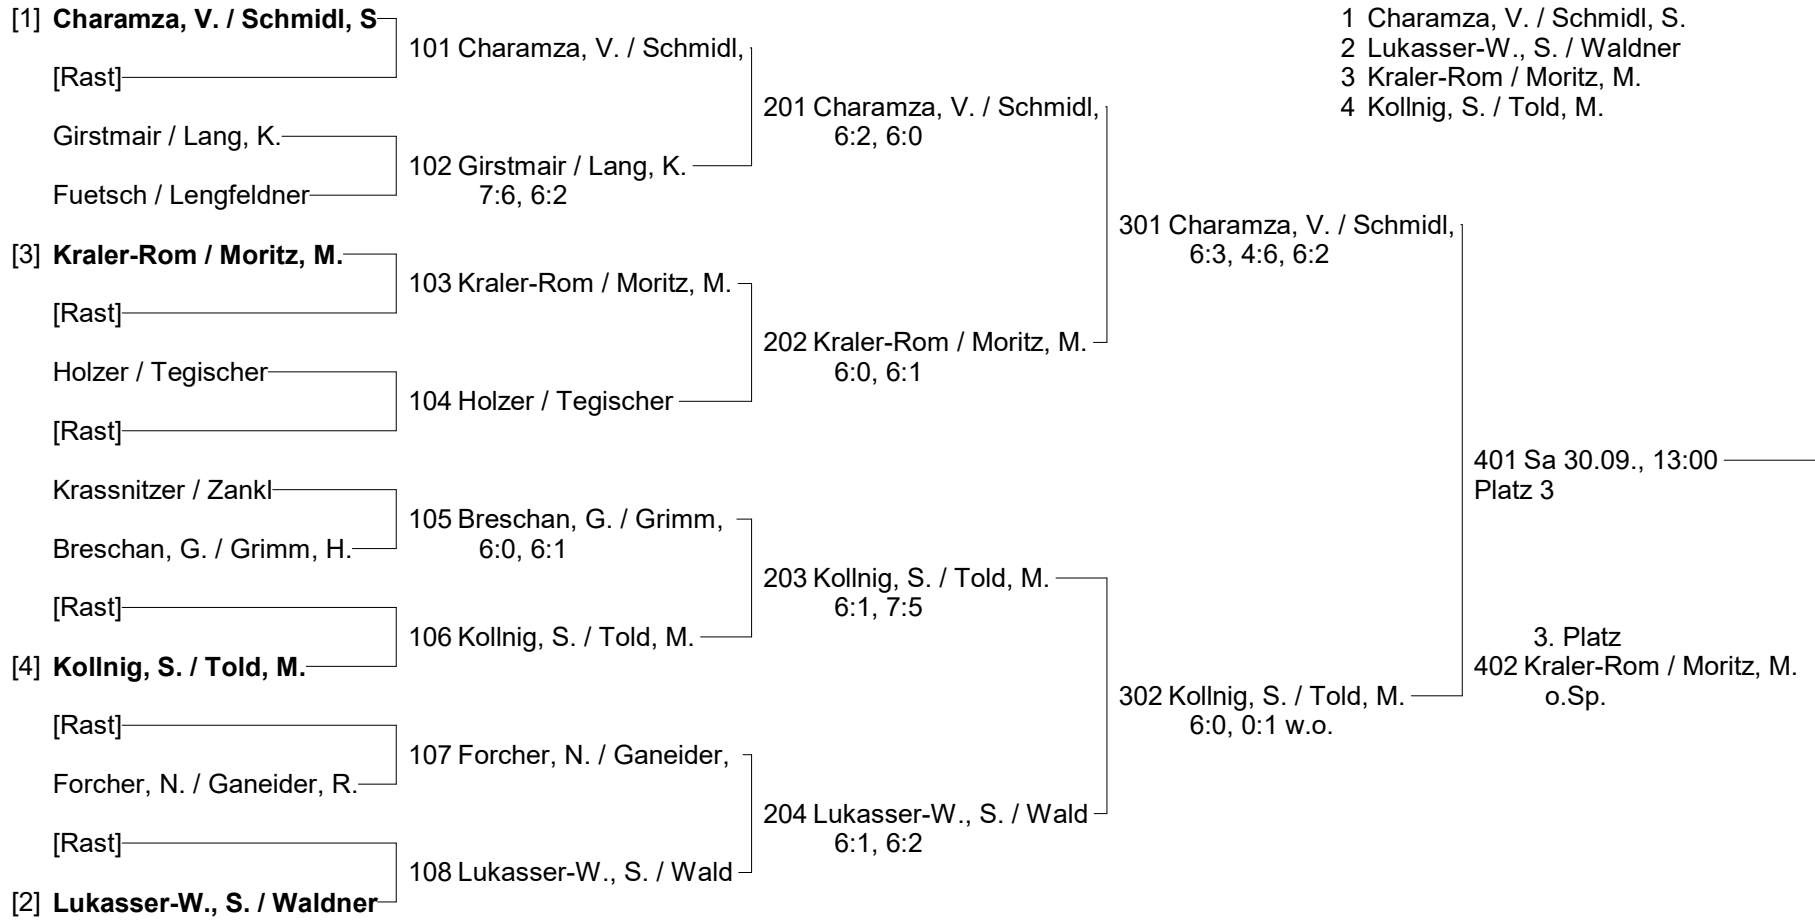 [1] Charamza, V. / Schmidl, S
[Rast]
Girstmair / Lang, K.
Fuetsch / Lengfeldner
[3] Kraler-Rom / Moritz, M.
[Rast]
Holzer / Tegischer
[Rast]
Krassnitzer / Zankl
Breschan, G. / Grimm, H.
[Rast]
[4] Kollnig, S. / Told, M.
[Rast]
Forcher, N. / Ganeider, R.
[Rast]
[2] Lukasser-W., S. / Waldner
101 Charamza, V. / Schmidl,
102 Girstmair / Lang, K.
7:6, 6:2
103 Kraler-Rom / Moritz, M.
104 Holzer / Tegischer
105 Breschan, G. / Grimm,
6:0, 6:1
106 Kollnig, S. / Told, M.
107 Forcher, N. / Ganeider,
108 Lukasser-W., S. / Wald
201 Charamza, V. / Schmidl,
6:2, 6:0
202 Kraler-Rom / Moritz, M.
6:0, 6:1
203 Kollnig, S. / Told, M.
6:1, 7:5
204 Lukasser-W., S. / Wald
6:1, 6:2
301 Charamza, V. / Schmidl,
6:3, 4:6, 6:2
302 Kollnig, S. / Told, M.
6:0, 0:1 w.o.
1 Charamza, V. / Schmidl, S.
2 Lukasser-W., S. / Waldner
3 Kraler-Rom / Moritz, M.
4 Kollnig, S. / Told, M.
401 Sa 30.09., 13:00
Platz 3
3. Platz
402 Kraler-Rom / Moritz, M.
o.Sp.